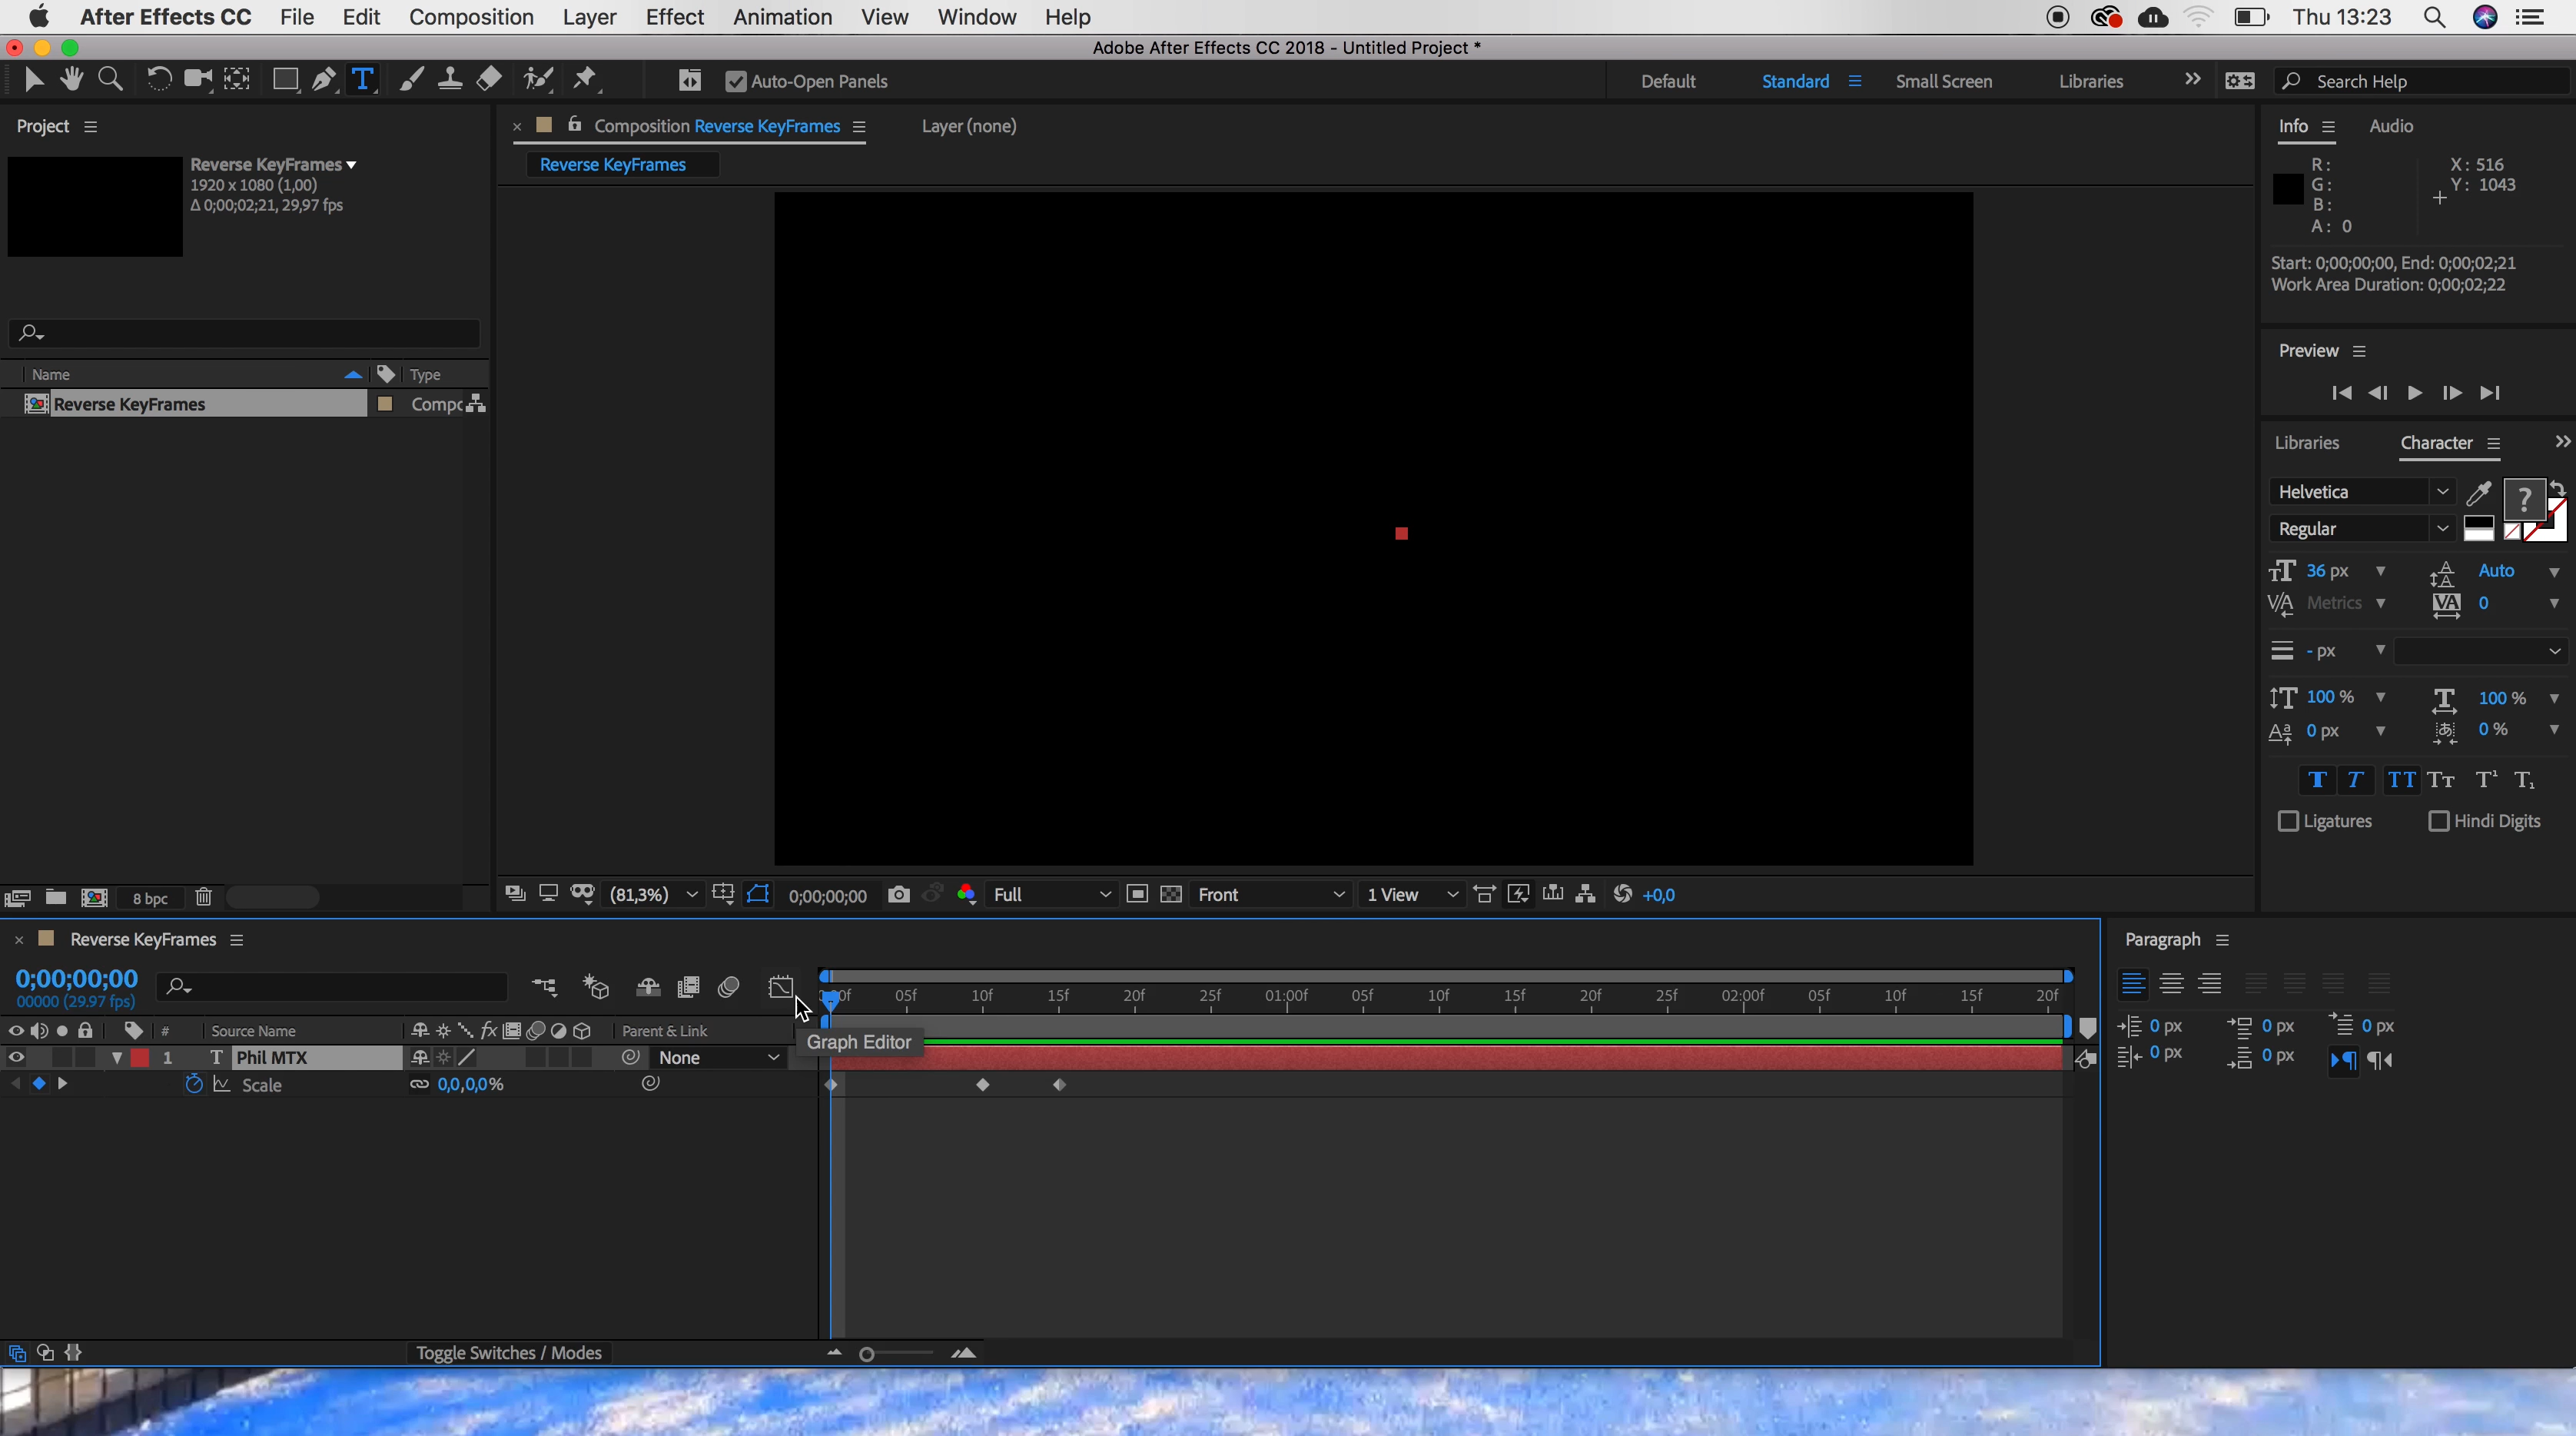 After Effects CC File Edit Composition Layer Effect Animation View Window Help Thu 13:23
Adobe After Effects CC 2018 - Untitled Project *
Auto-Open Panels Default Standard Small Screen Libraries Search Help
Project
Reverse KeyFrames
1920 x 1080 (1,00)
Δ 0;00;02;21, 29,97 fps
Name Type
Reverse KeyFrames Compc
8 bpc
Composition Reverse KeyFrames Layer (none)
Reverse KeyFrames
(81,3%) 0;00;00;00 Full Front 1 View +0,0
Info Audio
R: X: 516
G: Y: 1043
B:
A: 0
Start: 0;00;00;00, End: 0;00;02;21
Work Area Duration: 0;00;02;22
Preview
Libraries Character
Helvetica ?
Regular
36 px Auto
Metrics 0
- px
100 % 100 %
0 px 0 %
T T TT Tт T¹ T₁
Ligatures Hindi Digits
Reverse KeyFrames
0;00;00;00
00000 (29.97 fps)
05f 10f 15f 20f 25f 01:00f 05f 10f 15f 20f 25f 02:00f 05f 10f 15f 20f
# Source Name fx Parent & Link
Graph Editor
1 T Phil MTX None
Scale 0,0,0,0%
Toggle Switches / Modes
Paragraph
0 px 0 px 0 px
0 px 0 px